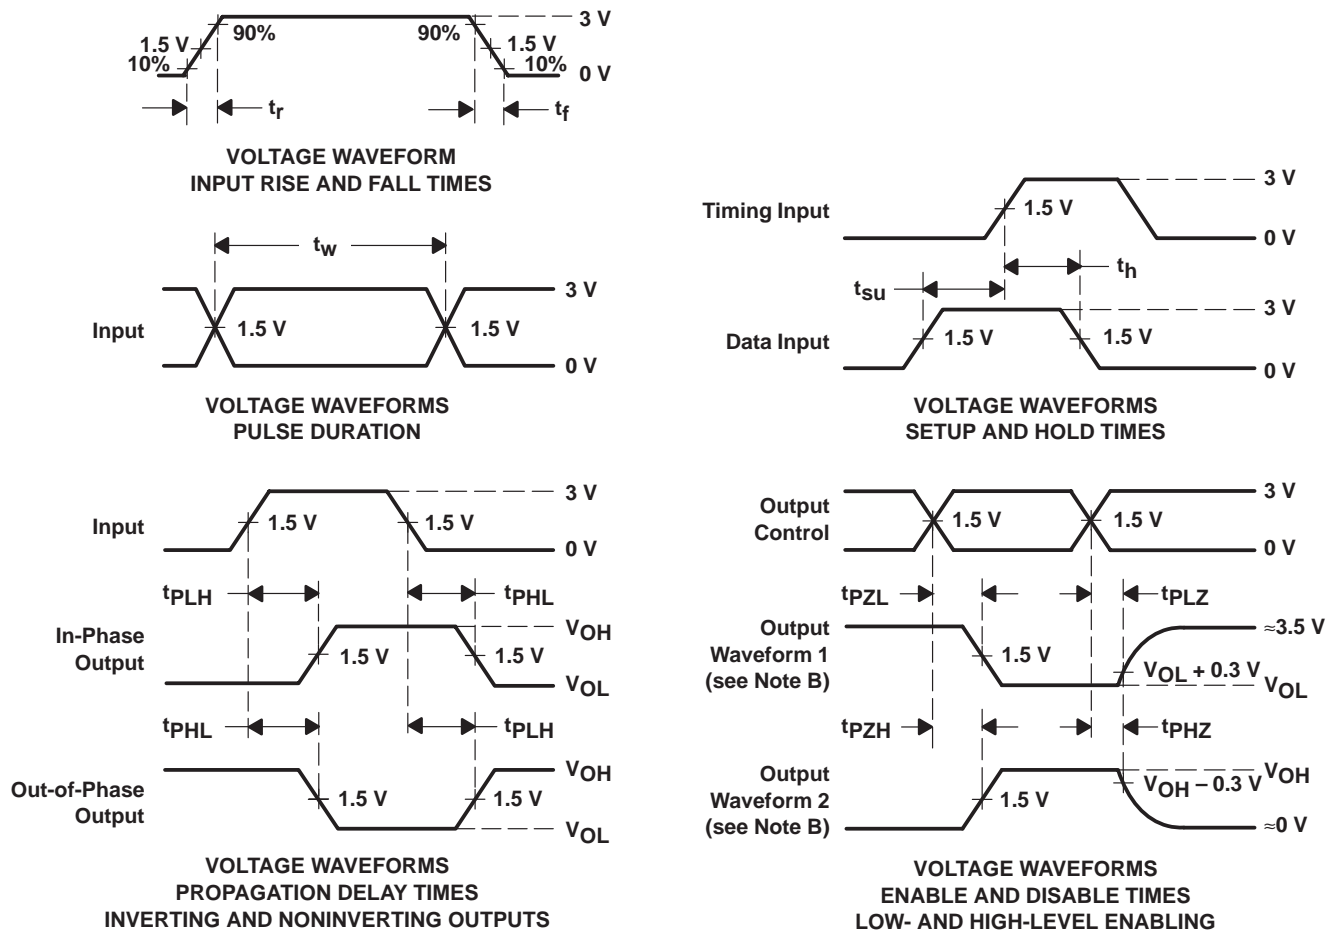 3 V
90%
90%
1.5 V
1.5 V
10%
10%
0 V
tr
tf
VOLTAGE WAVEFORM
INPUT RISE AND FALL TIMES
tw
3 V
Input
1.5 V
1.5 V
0 V
VOLTAGE WAVEFORMS
PULSE DURATION
3 V
Timing Input
1.5 V
0 V
th
tsu
3 V
Data Input
1.5 V
1.5 V
0 V
VOLTAGE WAVEFORMS
SETUP AND HOLD TIMES
3 V
Input
1.5 V
1.5 V
0 V
tPLH
tPHL
In-Phase
Output
VOH
1.5 V
1.5 V
VOL
tPHL
tPLH
Out-of-Phase
Output
VOH
1.5 V
1.5 V
VOL
VOLTAGE WAVEFORMS
PROPAGATION DELAY TIMES
INVERTING AND NONINVERTING OUTPUTS
Output
Control
3 V
1.5 V
1.5 V
0 V
tPZL
tPLZ
Output
Waveform 1
(see Note B)
≈3.5 V
1.5 V
VOL + 0.3 V
VOL
tPZH
tPHZ
Output
Waveform 2
(see Note B)
VOH
VOH − 0.3 V
1.5 V
≈0 V
VOLTAGE WAVEFORMS
ENABLE AND DISABLE TIMES
LOW- AND HIGH-LEVEL ENABLING